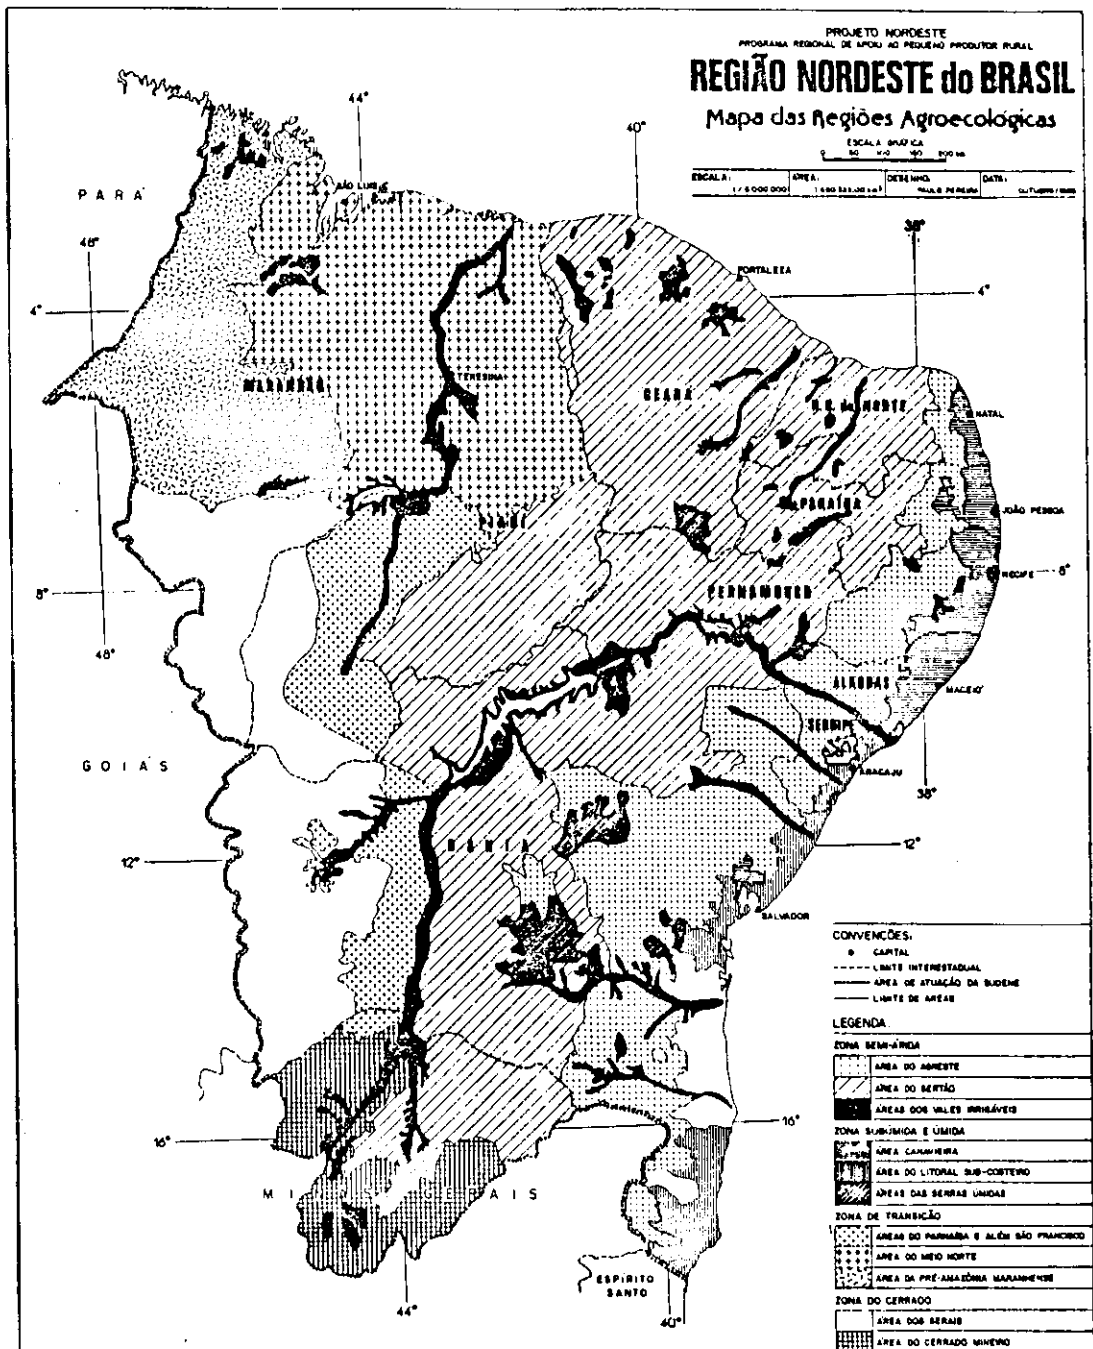 PROJETO NORDESTE
PROGRAMA REGIONAL DE APOIO AO PEQUENO PRODUTOR RURAL
REGIÃO NORDESTE do BRASIL
Mapa das Regiões Agroecológicas
ESCALA GRÁFICA
0 50 100 150 200 km
ESCALA: ÁREA: DESENHO: DATA:
PAULO PEREIRA
44°
40°
PARÁ
SÃO LUIS
38°
48°
FORTALEZA
4°
4°
TERESINA
MARANHÃO
CEARÁ
R.G. do NORTE
NATAL
PIAUÍ
PARAÍBA
JOÃO PESSOA
8°
RECIFE
8°
PERNAMBUCO
48°
ALAGOAS
MACEIÓ
SERGIPE
GOIÁS
ARACAJU
38°
BAHIA
12°
12°
SALVADOR
16°
16°
MINAS GERAIS
ESPÍRITO
SANTO
44°
40°
CONVENÇÕES:
CAPITAL
LIMITE INTERESTADUAL
ÁREA DE ATUAÇÃO DA SUDENE
LIMITE DE ÁREAS
LEGENDA
ZONA SEMI-ÁRIDA
ÁREA DO AGRESTE
ÁREA DO SERTÃO
ÁREAS DOS VALES IRRIGÁVEIS
ZONA SUBÚMIDA E ÚMIDA
ÁREA CANAVIEIRA
ÁREA DO LITORAL SUB-COSTEIRO
ÁREAS DAS SERRAS ÚMIDAS
ZONA DE TRANSIÇÃO
ÁREAS DO PARNAÍBA E ALÉM SÃO FRANCISCO
ÁREA DO MEIO NORTE
ÁREA DA PRÉ-AMAZÔNIA MARANHENSE
ZONA DO CERRADO
ÁREA DOS GERAIS
ÁREA DO CERRADO MINEIRO